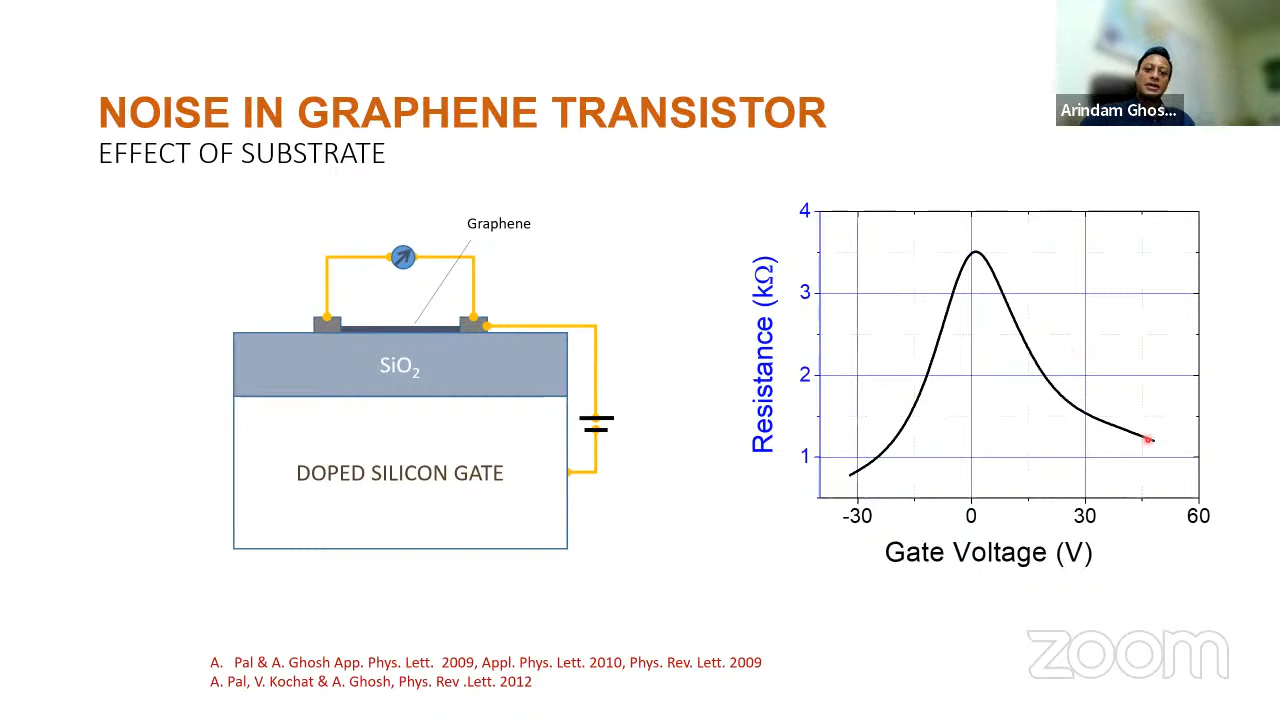 NOISE IN GRAPHENE TRANSISTOR
EFFECT OF SUBSTRATE
Arindam Ghos...
Graphene
SiO₂
DOPED SILICON GATE
4
3
2
1
Resistance (kΩ)
-30 0 30 60
Gate Voltage (V)
A. Pal & A. Ghosh App. Phys. Lett. 2009, Appl. Phys. Lett. 2010, Phys. Rev. Lett. 2009
A. Pal, V. Kochat & A. Ghosh, Phys. Rev .Lett. 2012
zoom